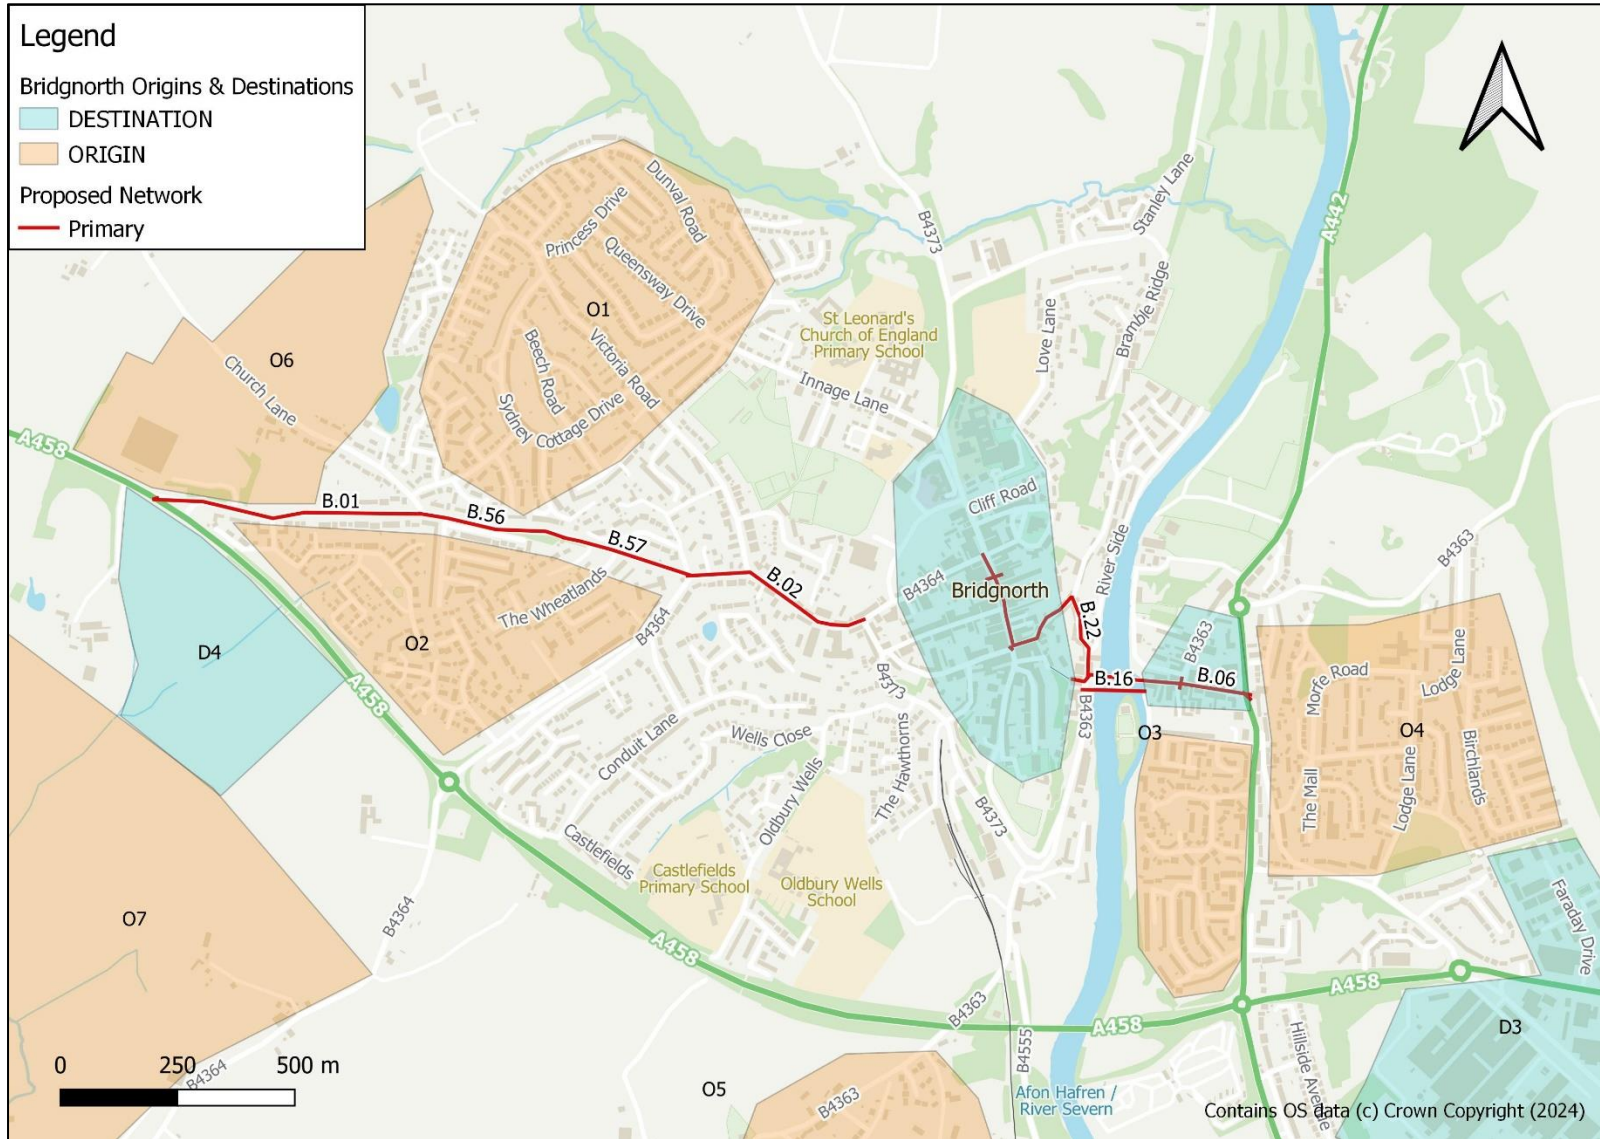 Legend
Bridgnorth Origins & Destinations
DESTINATION
ORIGIN
Proposed Network
Primary
A442
Stanley Lane
Dunval Road
Princess Drive
Queensway Drive
B4373
Bramble Ridge
O1
St Leonard's
Church of England
Primary School
Love Lane
O6
Beech Road
Victoria Road
Church Lane
Innage Lane
Sydney Cottage Drive
A458
Cliff Road
B.01
B.56
B.57
B4363
River Side
B.02
B4364
Bridgnorth
The Wheatlands
B.22
B4364
O2
B4363
D4
Morfe Road
Lodge Lane
B4373
B.16
B.06
A458
B4363
O3
O4
Conduit Lane
Wells Close
The Hawthorns
Birchlands
The Mall
Lodge Lane
Oldbury Wells
B4373
Castlefields
Castlefields
Primary School
Oldbury Wells
School
Faraday Drive
O7
B4364
A458
A458
B4363
A458
D3
B4555
Hillside Avenue
0 250 500 m
B4364
O5
B4363
Afon Hafren /
River Severn
Contains OS data (c) Crown Copyright (2024)